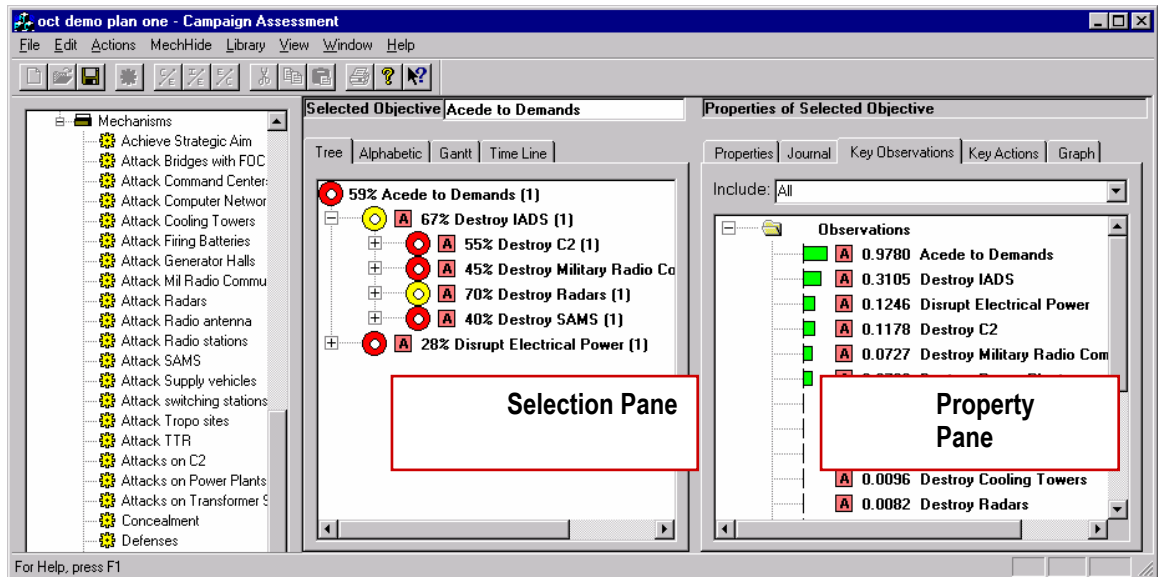 oct demo plan one - Campaign Assessment
File Edit Actions MechHide Library View Window Help
Mechanisms
Achieve Strategic Aim
Attack Bridges with FOC
Attack Command Center
Attack Computer Networ
Attack Cooling Towers
Attack Firing Batteries
Attack Generator Halls
Attack Mil Radio Commu
Attack Radars
Attack Radio antenna
Attack Radio stations
Attack SAMS
Attack Supply vehicles
Attack switching stations
Attack Tropo sites
Attack TTR
Attacks on C2
Attacks on Power Plants
Attacks on Transformer S
Concealment
Defenses
Selected Objective Acede to Demands
Tree Alphabetic Gantt Time Line
59% Acede to Demands (1)
A 67% Destroy IADS (1)
A 55% Destroy C2 (1)
A 45% Destroy Military Radio Co
A 70% Destroy Radars (1)
A 40% Destroy SAMS (1)
A 28% Disrupt Electrical Power (1)
Selection Pane
Properties of Selected Objective
Properties Journal Key Observations Key Actions Graph
Include: All
Observations
A 0.9780 Acede to Demands
A 0.3105 Destroy IADS
A 0.1246 Disrupt Electrical Power
A 0.1178 Destroy C2
A 0.0727 Destroy Military Radio Com
Property
Pane
A 0.0096 Destroy Cooling Towers
A 0.0082 Destroy Radars
For Help, press F1